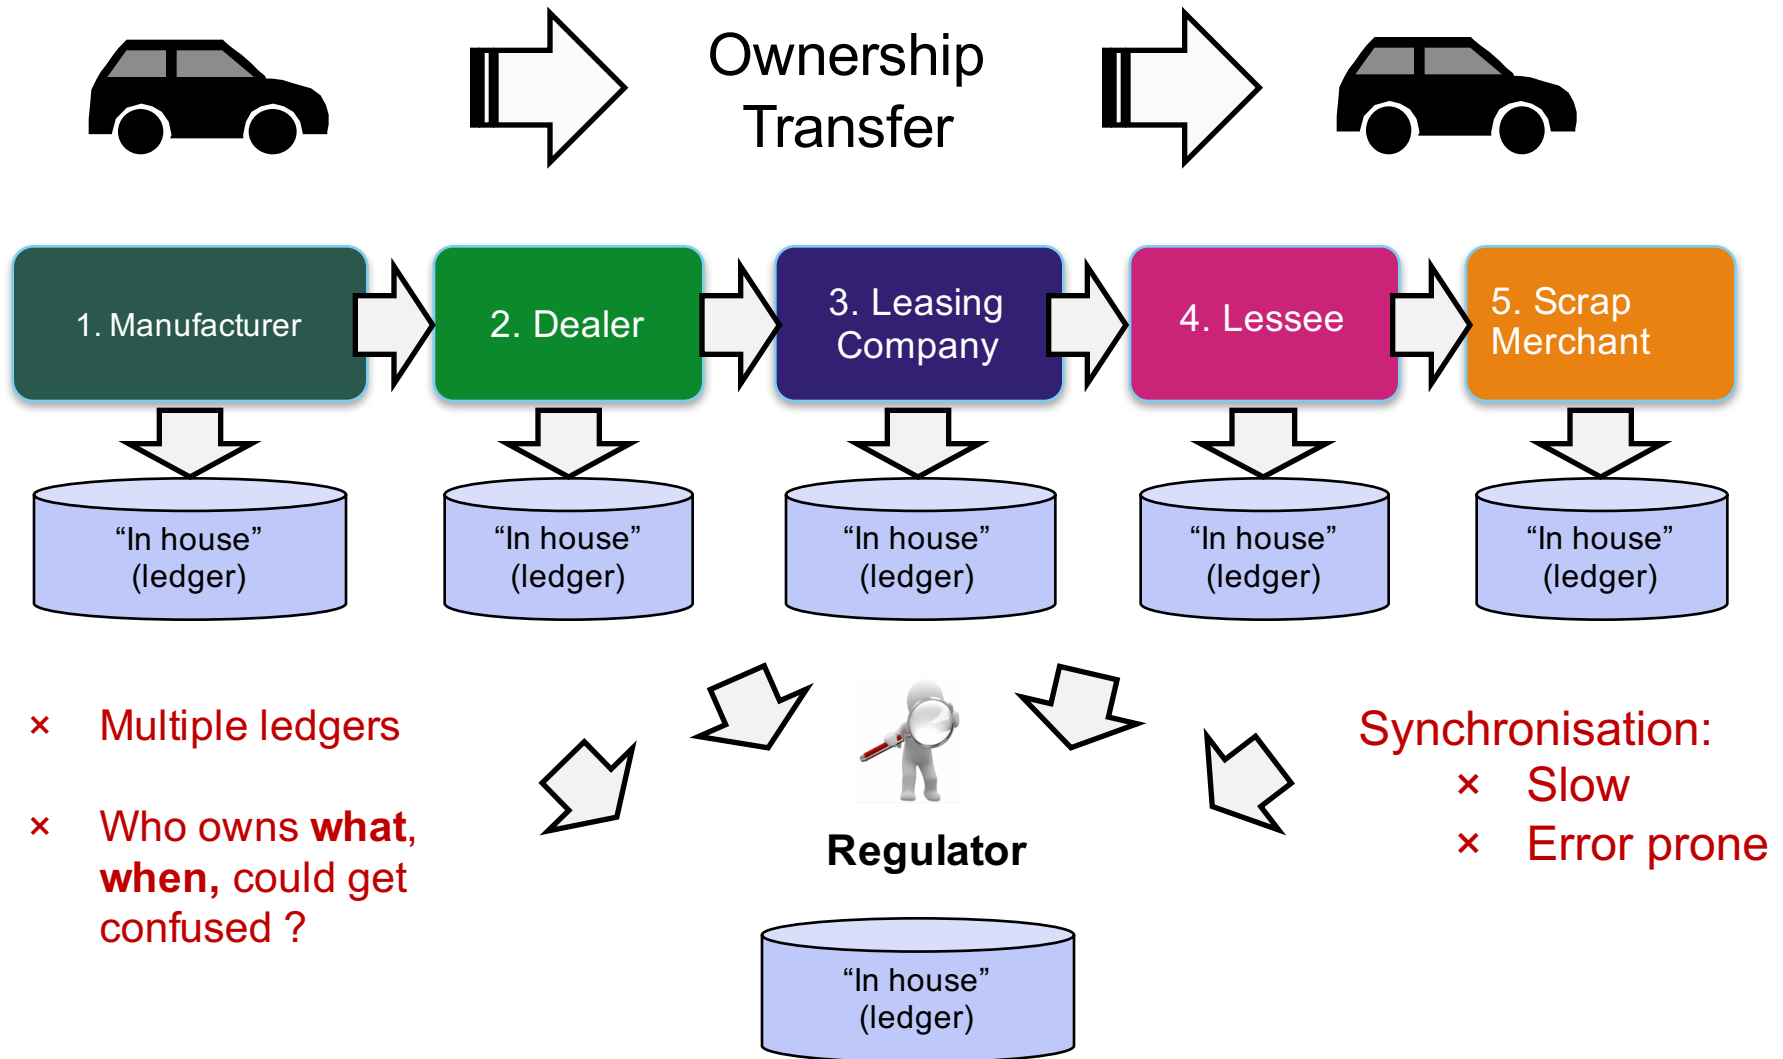 Ownership
Transfer
1. Manufacturer
2. Dealer
3. Leasing
Company
4. Lessee
5. Scrap
Merchant
“In house”
(ledger)
“In house”
(ledger)
“In house”
(ledger)
“In house”
(ledger)
“In house”
(ledger)
× Multiple ledgers
× Who owns what,
when, could get
confused ?
Regulator
Synchronisation:
× Slow
× Error prone
“In house”
(ledger)